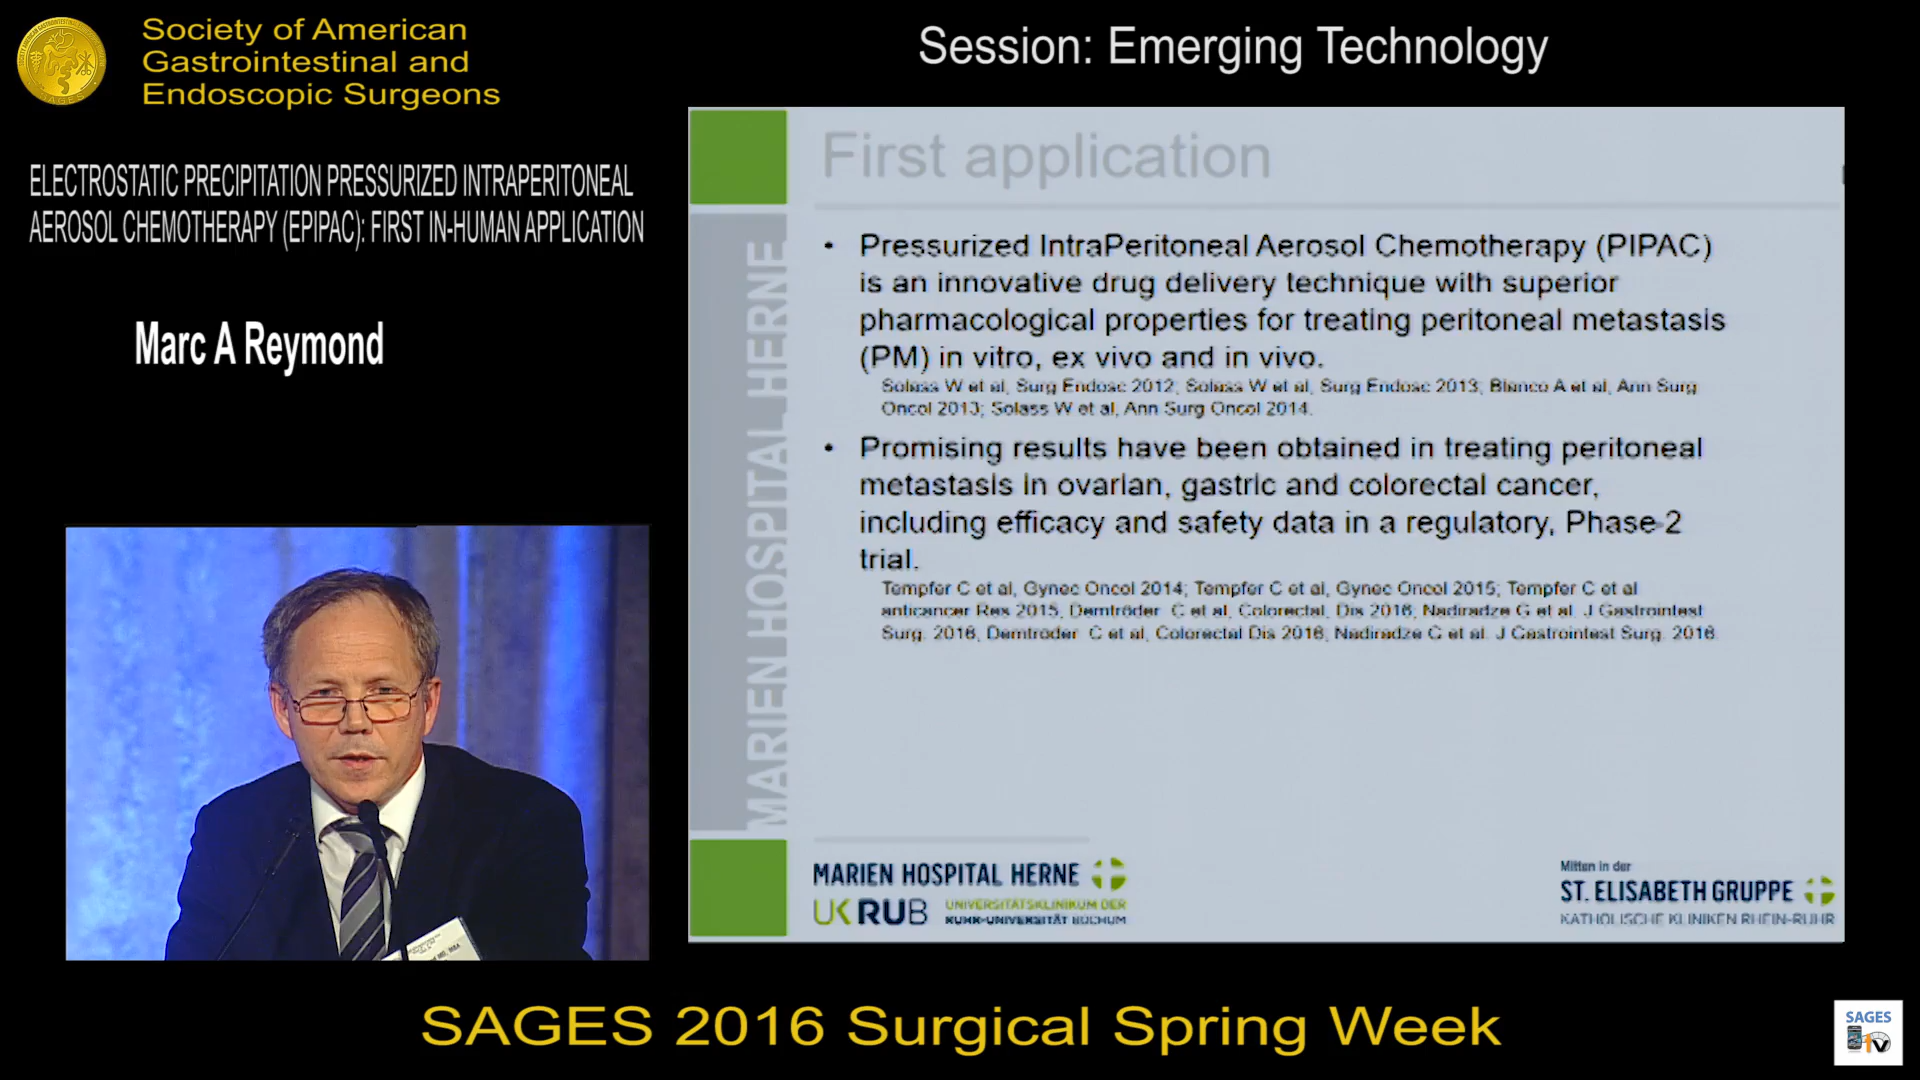 Society of American
Gastrointestinal and
Endoscopic Surgeons
Session: Emerging Technology
ELECTROSTATIC PRECIPITATION PRESSURIZED INTRAPERITONEAL
AEROSOL CHEMOTHERAPY (EPIPAC): FIRST IN-HUMAN APPLICATION
Marc A Reymond
First application
MARIEN HOSPITAL HERNE
• Pressurized IntraPeritoneal Aerosol Chemotherapy (PIPAC)
is an innovative drug delivery technique with superior
pharmacological properties for treating peritoneal metastasis
(PM) in vitro, ex vivo and in vivo.
Solass W et al, Surg Endosc 2012; Solass W et al, Surg Endosc 2013; Blanco A et al, Ann Surg
Oncol 2013; Solass W et al, Ann Surg Oncol 2014.
• Promising results have been obtained in treating peritoneal
metastasis in ovarian, gastric and colorectal cancer,
including efficacy and safety data in a regulatory, Phase-2
trial.
Tempfer C et al, Gynec Oncol 2014; Tempfer C et al, Gynec Oncol 2015; Tempfer C et al
anticancer Res 2015, Demtröder C et al, Colorectal, Dis 2016; Nadiradze G et al. J Gastrointest
Surg. 2016, Demtroder C et al, Colorectal Dis 2016, Nadiradze G et al. J Gastrointest Surg. 2016.
MARIEN HOSPITAL HERNE
UK RUB UNIVERSITÄTSKLINIKUM DER
RUHR-UNIVERSITÄT BOCHUM
Mitten in der
ST. ELISABETH GRUPPE
KATHOLISCHE KLINIKEN RHEIN-RUHR
SAGES 2016 Surgical Spring Week
SAGES
TV